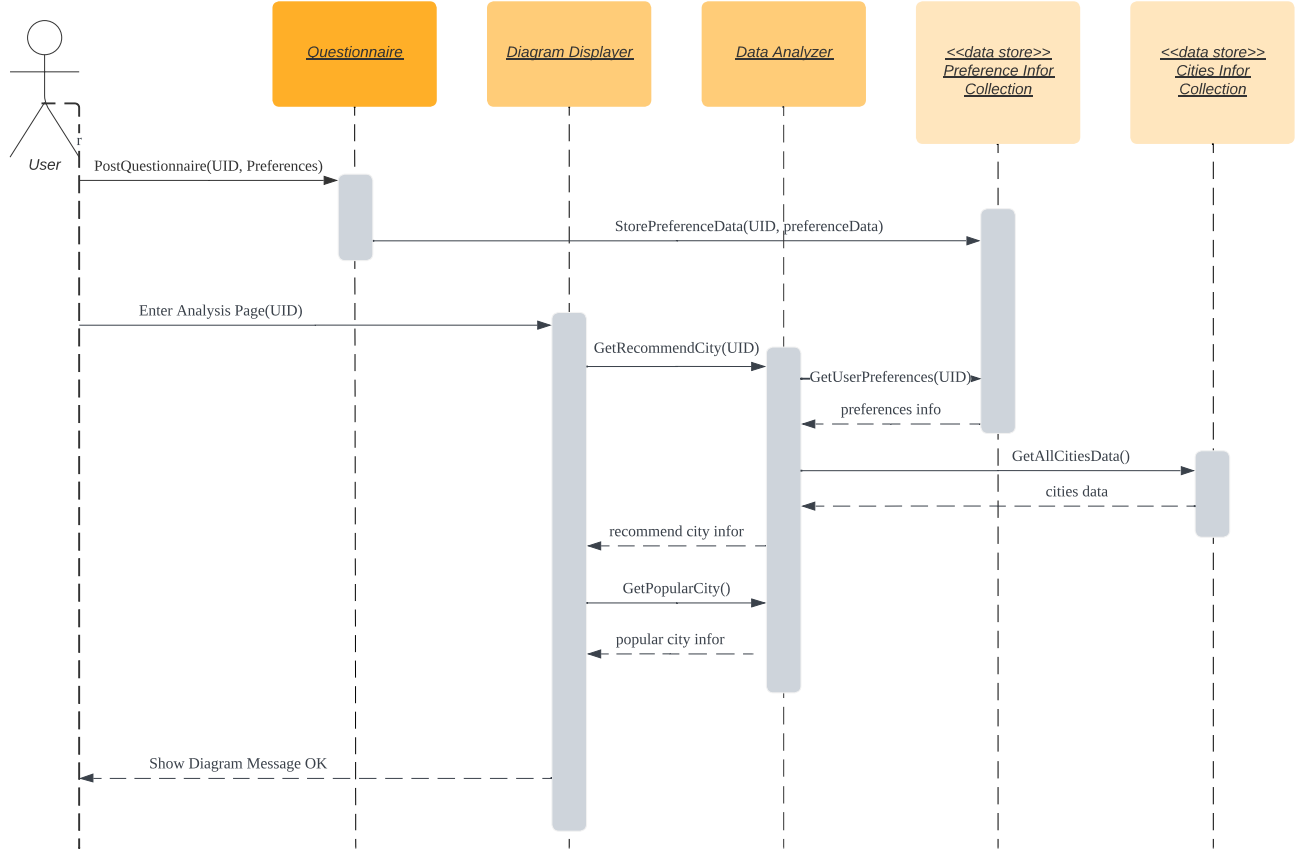 Questionnaire
Diagram Displayer
Data Analyzer
<<data store>>
Preference Infor
Collection
<<data store>>
Cities Infor
Collection
r
User
PostQuestionnaire(UID, Preferences)
StorePreferenceData(UID, preferenceData)
Enter Analysis Page(UID)
GetRecommendCity(UID)
GetUserPreferences(UID)
preferences info
GetAllCitiesData()
cities data
recommend city infor
GetPopularCity()
popular city infor
Show Diagram Message OK